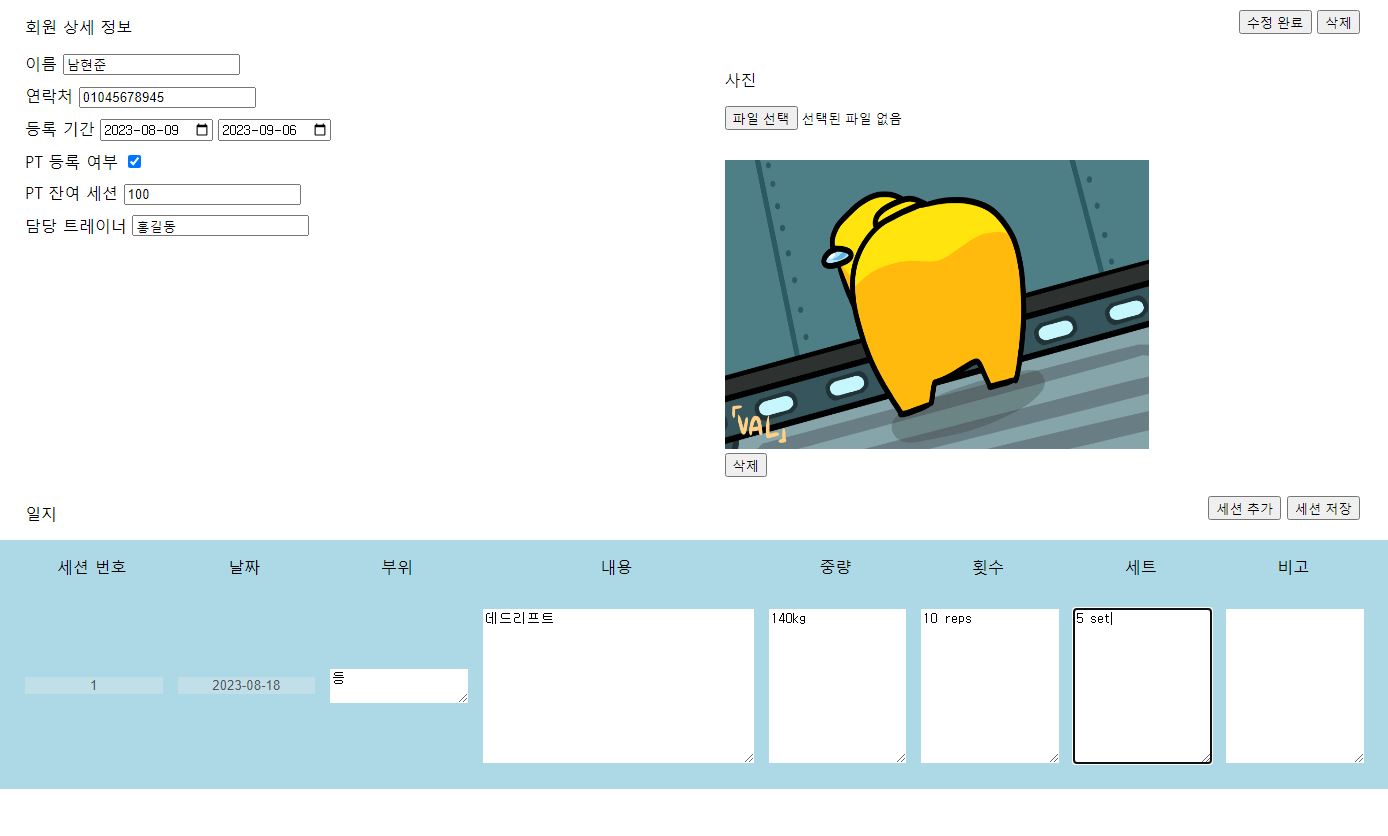 회원 상세 정보
수정 완료 삭제
이름 남현준
연락처 01045678945
등록 기간 2023-08-09 2023-09-06
PT 등록 여부
PT 잔여 세션 100
담당 트레이너 홍길동
사진
파일 선택 선택된 파일 없음
「VAL」
삭제
일지
세션 추가 세션 저장
세션 번호 날짜 부위 내용 중량 횟수 세트 비고
1 2023-08-18 등 데드리프트 140kg 10 reps 5 set